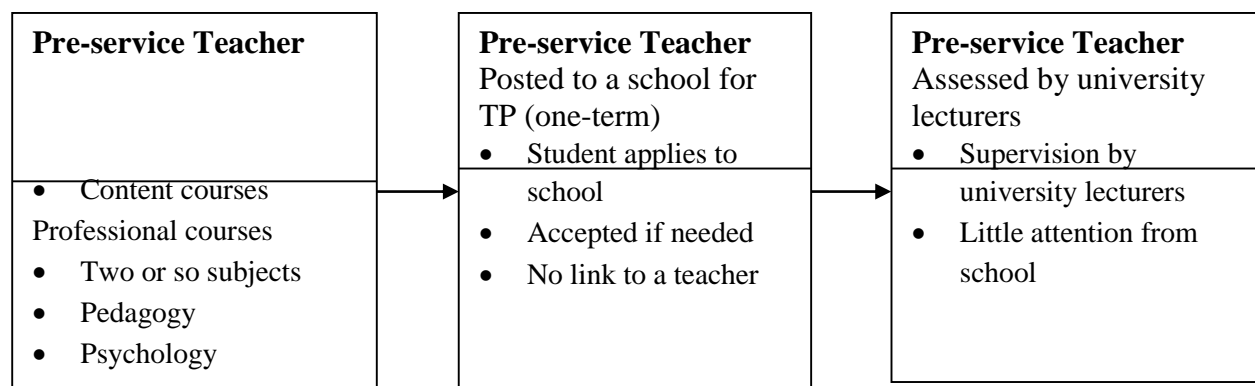 Pre-service Teacher
• Content courses
Professional courses
• Two or so subjects
• Pedagogy
• Psychology
Pre-service Teacher
Posted to a school for
TP (one-term)
• Student applies to
school
• Accepted if needed
• No link to a teacher
Pre-service Teacher
Assessed by university
lecturers
• Supervision by
university lecturers
• Little attention from
school